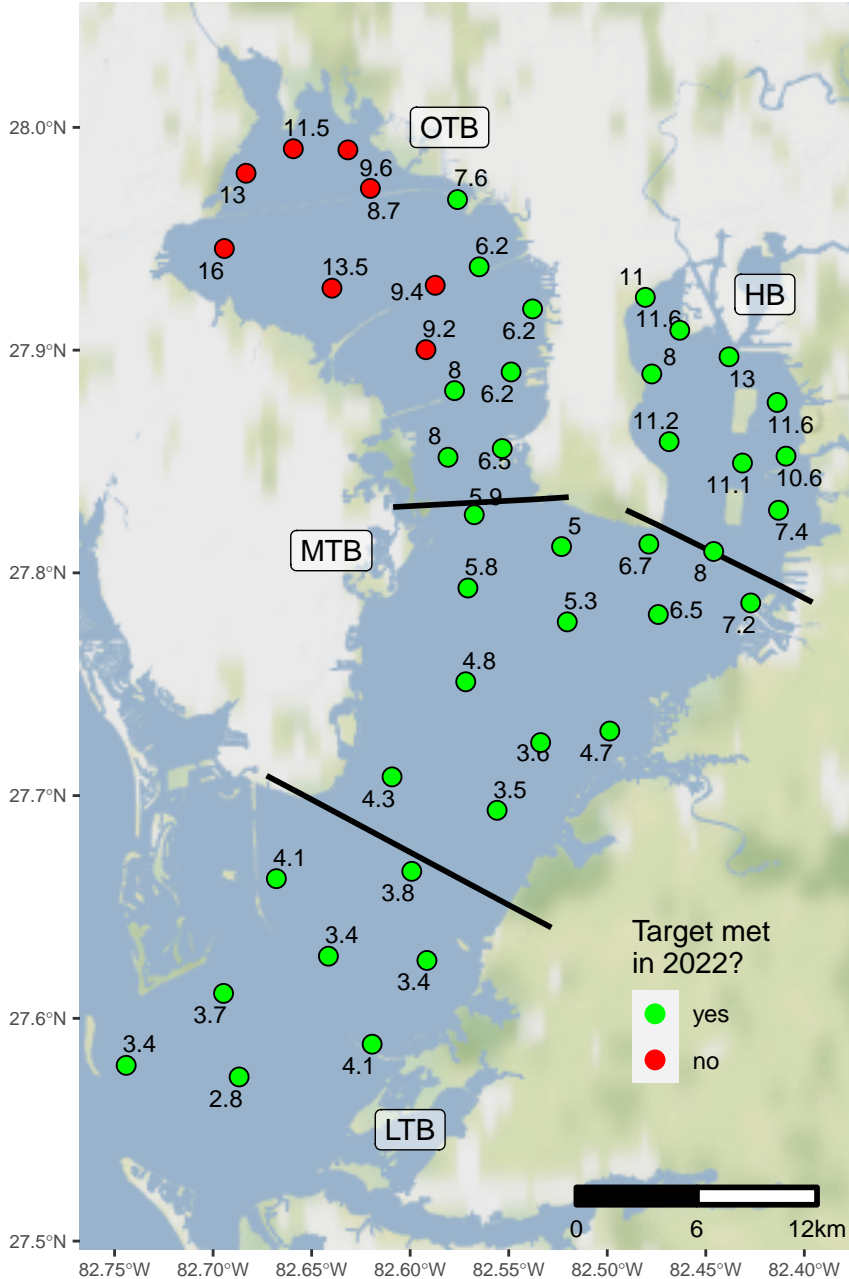 28.0°N
11.5
OTB
9.6
7.6
13
8.7
6.2
16
13.5
9.4
11
HB
6.2
11.6
9.2
27.9°N
8
8
13
6.2
11.2
11.6
8
6.5
11.1
10.6
5.9
7.4
5
MTB
6.7
8
27.8°N
5.8
5.3
6.5
7.2
4.8
3.6
4.7
27.7°N
4.3
3.5
4.1
3.8
3.4
Target met
in 2022?
3.4
3.7
yes
27.6°N
3.4
4.1
no
2.8
LTB
0 6 12km
27.5°N
82.75°W 82.70°W 82.65°W 82.60°W 82.55°W 82.50°W 82.45°W 82.40°W